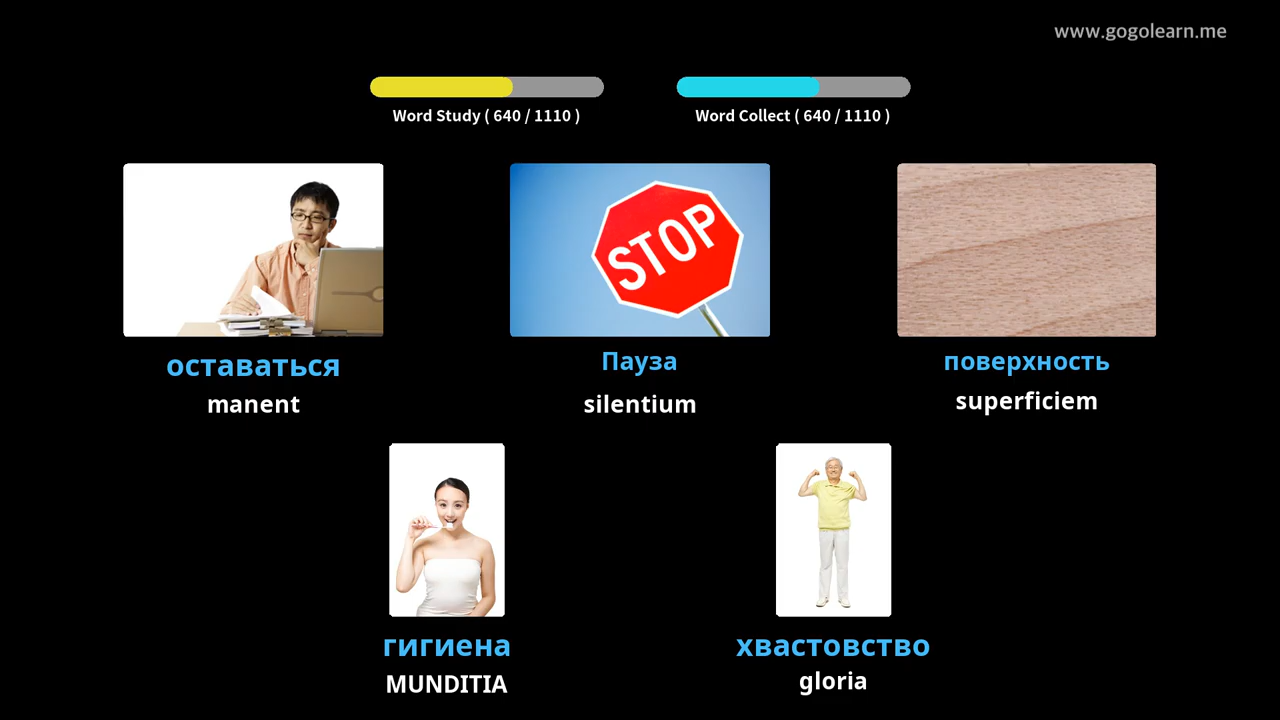 www.gogolearn.me
Word Study ( 640 / 1110 )
Word Collect ( 640 / 1110 )
STOP
оставаться
manent
Пауза
silentium
поверхность
superficiem
гигиена
MUNDITIA
хвастовство
gloria